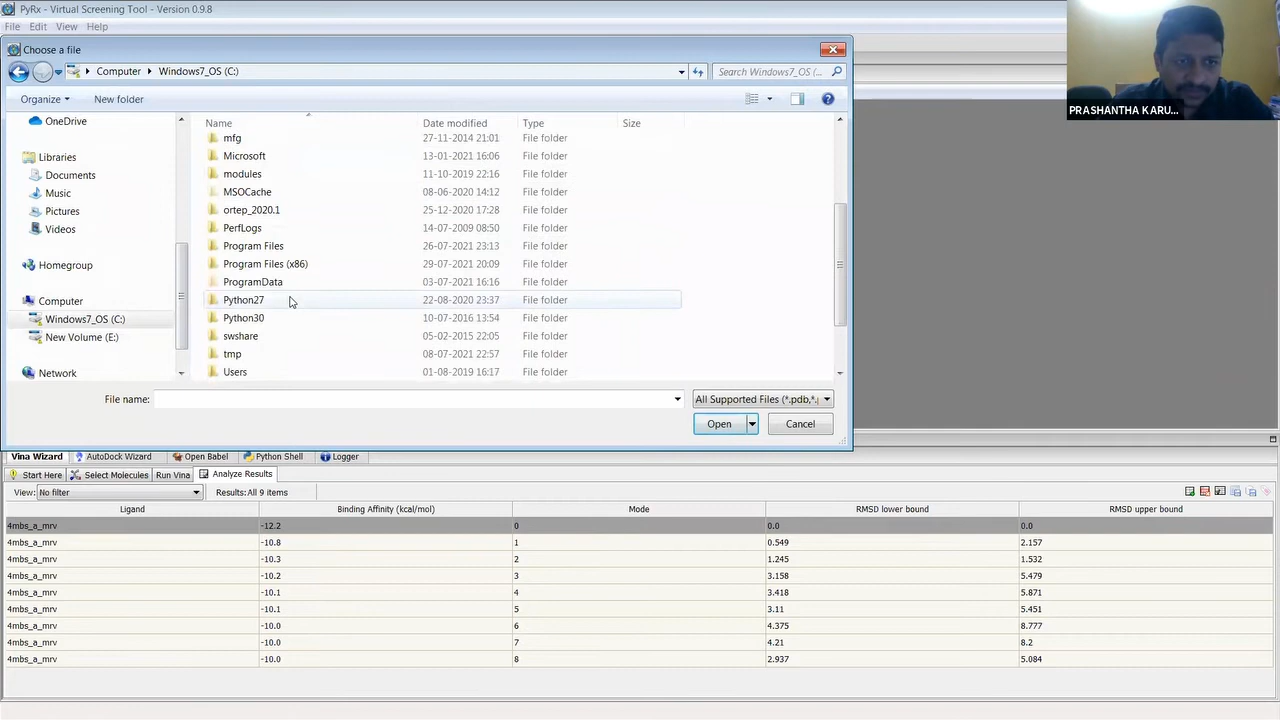 PyRx - Virtual Screening Tool - Version 0.9.8
File Edit View Help
Choose a file
Computer Windows7_OS (C:)
Search Windows7_OS (...
Organize New folder
Name Date modified Type Size
OneDrive
Libraries
Documents
Music
Pictures
Videos
Homegroup
Computer
Windows7_OS (C:)
New Volume (E:)
Network
mfg 27-11-2014 21:01 File folder
Microsoft 13-01-2021 16:06 File folder
modules 11-10-2019 22:16 File folder
MSOCache 08-06-2020 14:12 File folder
ortep_2020.1 25-12-2020 17:28 File folder
PerfLogs 14-07-2009 08:50 File folder
Program Files 26-07-2021 23:13 File folder
Program Files (x86) 29-07-2021 20:09 File folder
ProgramData 03-07-2021 16:16 File folder
Python27 22-08-2020 23:37 File folder
Python30 10-07-2016 13:54 File folder
swshare 05-02-2015 22:05 File folder
tmp 08-07-2021 22:57 File folder
Users 01-08-2019 16:17 File folder
File name: All Supported Files (*.pdb,*.
Open Cancel
PRASHANTHA KARU...
Vina Wizard AutoDock Wizard Open Babel Python Shell Logger
Start Here Select Molecules Run Vina Analyze Results
View: No filter Results: All 9 items
Ligand Binding Affinity (kcal/mol) Mode RMSD lower bound RMSD upper bound
4mbs_a_mrv -12.2 0 0.0 0.0
4mbs_a_mrv -10.8 1 0.549 2.157
4mbs_a_mrv -10.3 2 1.245 1.532
4mbs_a_mrv -10.2 3 3.158 5.479
4mbs_a_mrv -10.1 4 3.418 5.871
4mbs_a_mrv -10.1 5 3.11 5.451
4mbs_a_mrv -10.0 6 4.375 8.777
4mbs_a_mrv -10.0 7 4.21 8.2
4mbs_a_mrv -10.0 8 2.937 5.084